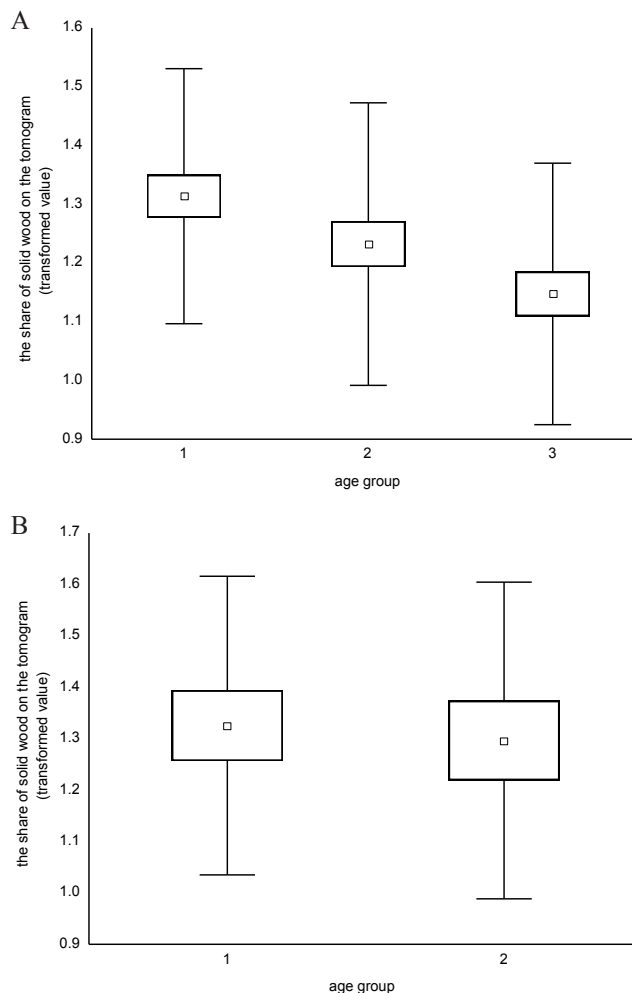 A
the share of solid wood on the tomogram
(transformed value)
1.6
1.5
1.4
1.3
1.2
1.1
1.0
0.9
1 2 3
age group
B
the share of solid wood on the tomogram
(transformed value)
1.7
1.6
1.5
1.4
1.3
1.2
1.1
1.0
0.9
1 2
age group